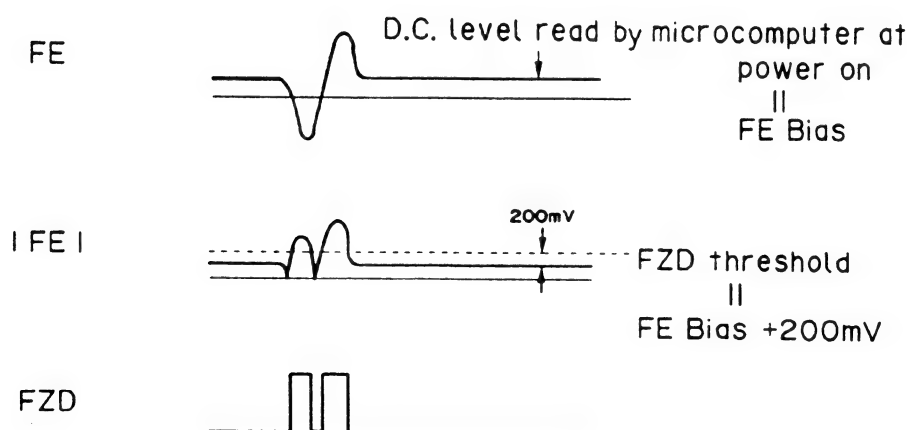 FE
D.C. level read by microcomputer at
power on
||
FE Bias
| FE |
200mV
FZD threshold
||
FE Bias +200mV
FZD